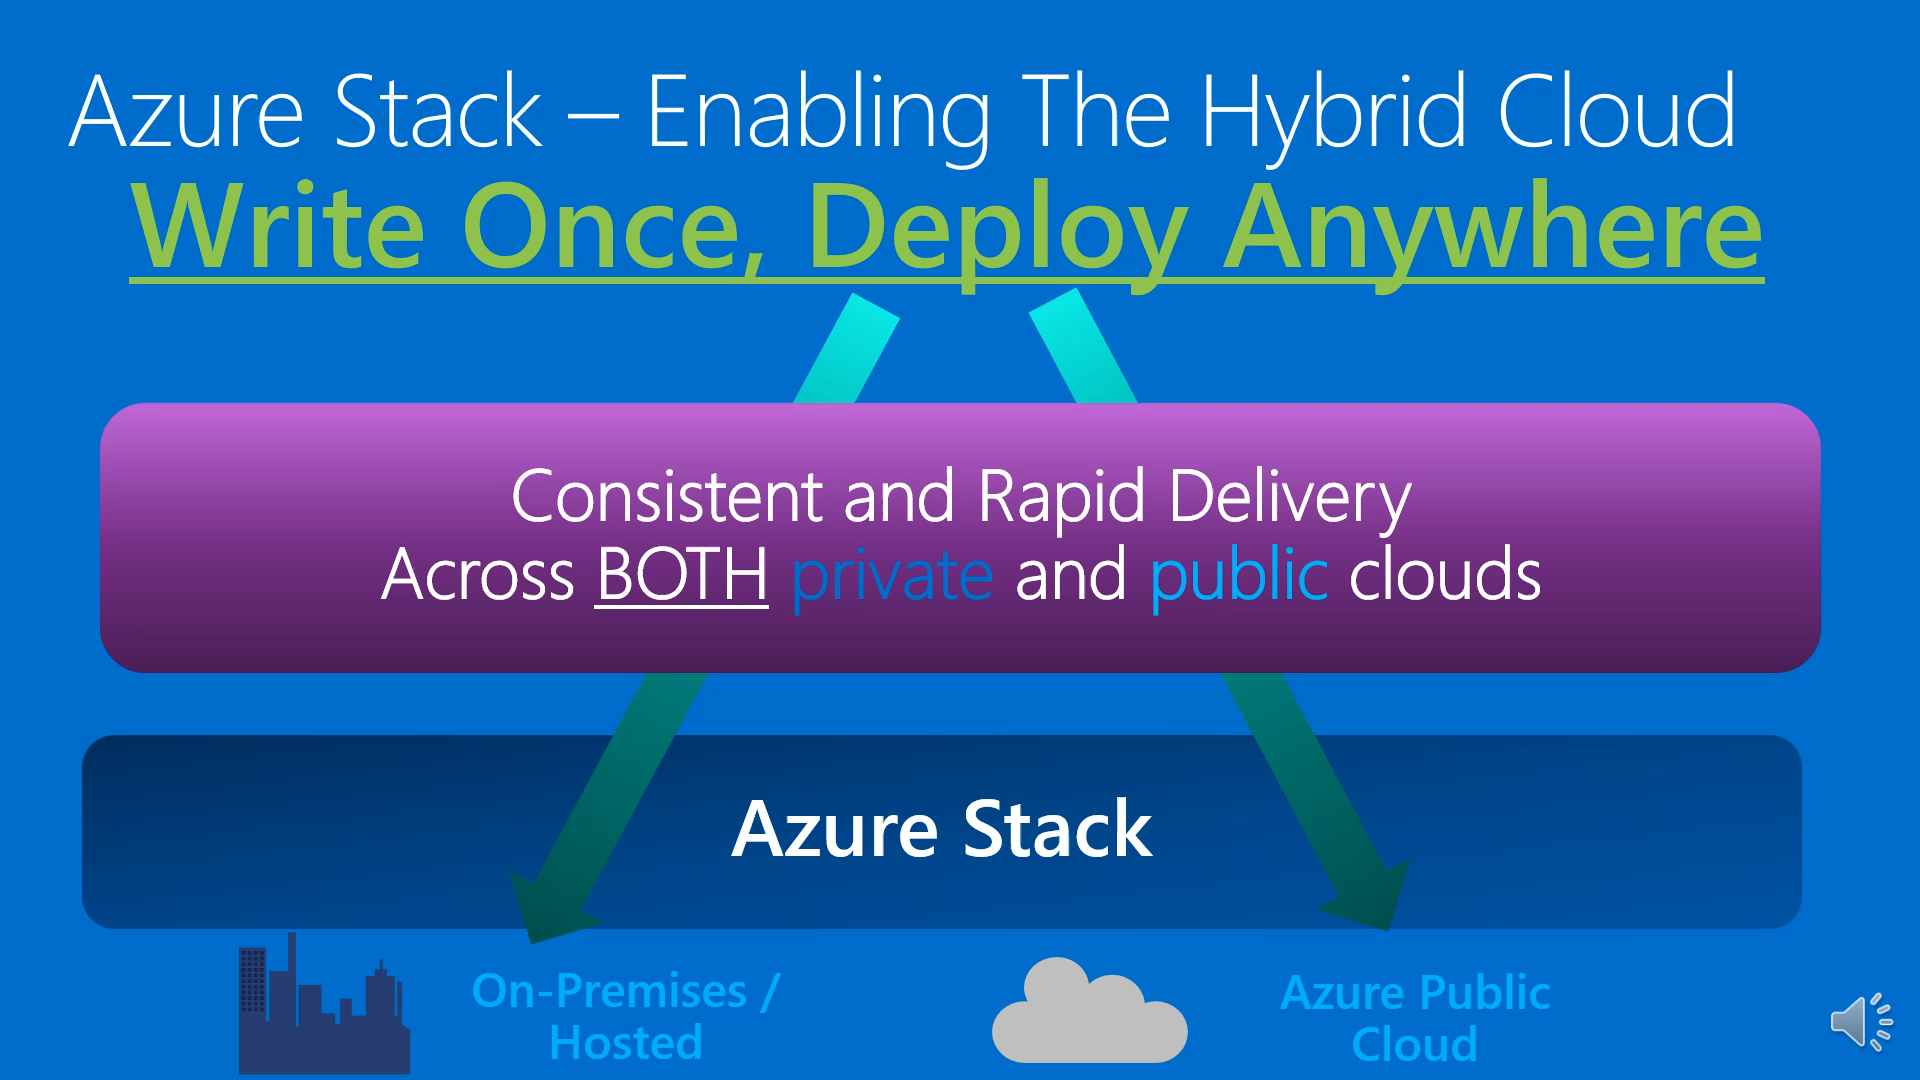 Azure Stack – Enabling The Hybrid Cloud
Write Once, Deploy Anywhere
Consistent and Rapid Delivery
Across BOTH private and public clouds
Azure Stack
On-Premises /
Hosted
Azure Public
Cloud